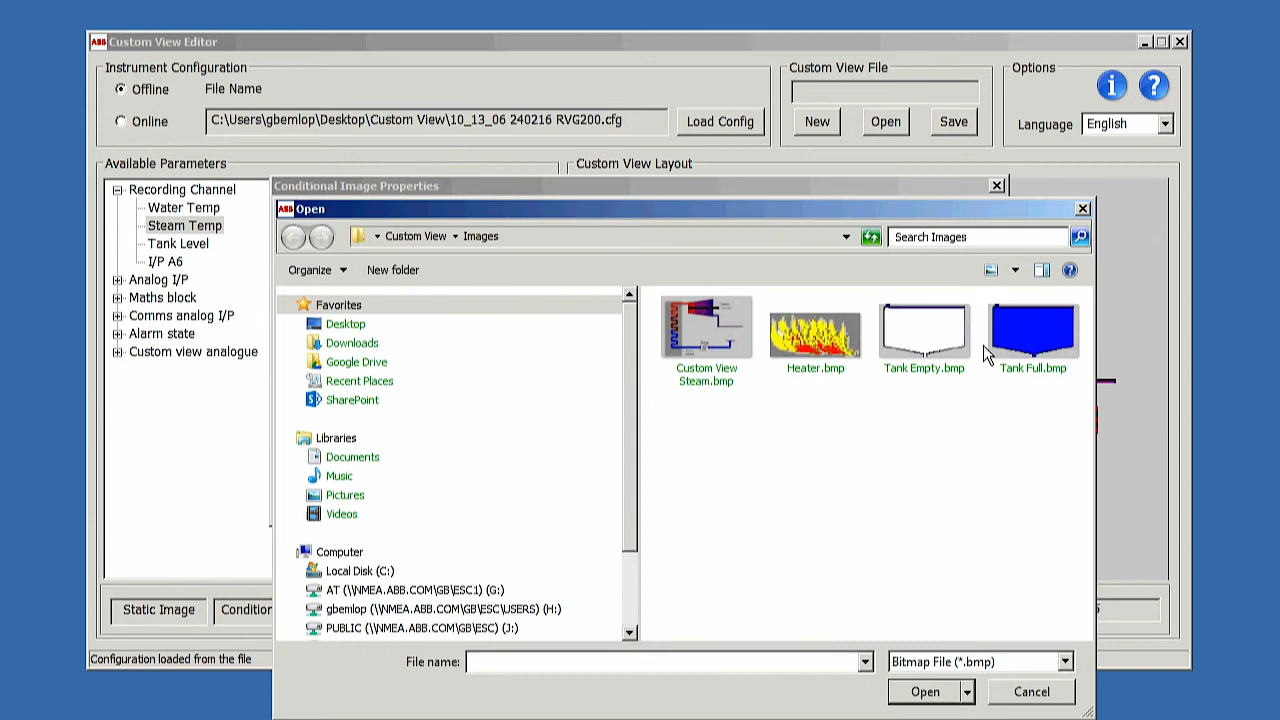 ABB Custom View Editor
Instrument Configuration
Offline
File Name
Online
C:\Users\gbemlop\Desktop\Custom View\10_13_06 240216 RVG200.cfg
Load Config
Custom View File
New
Open
Save
Options
Language
English
Available Parameters
Custom View Layout
Recording Channel
Water Temp
Steam Temp
Tank Level
I/P A6
Analog I/P
Maths block
Comms analog I/P
Alarm state
Custom view analogue
Conditional Image Properties
ABB Open
Custom View
Images
Search Images
Organize
New folder
Favorites
Desktop
Downloads
Google Drive
Recent Places
SharePoint
Libraries
Documents
Music
Pictures
Videos
Computer
Local Disk (C:)
AT (\\NMEA.ABB.COM\GB\ESC1) (G:)
gbemlop (\\NMEA.ABB.COM\GB\ESC\USERS) (H:)
PUBLIC (\\NMEA.ABB.COM\GB\ESC) (J:)
Custom View
Steam.bmp
Heater.bmp
Tank Empty.bmp
Tank Full.bmp
File name:
Bitmap File (*.bmp)
Open
Cancel
Static Image
Condition
Configuration loaded from the file